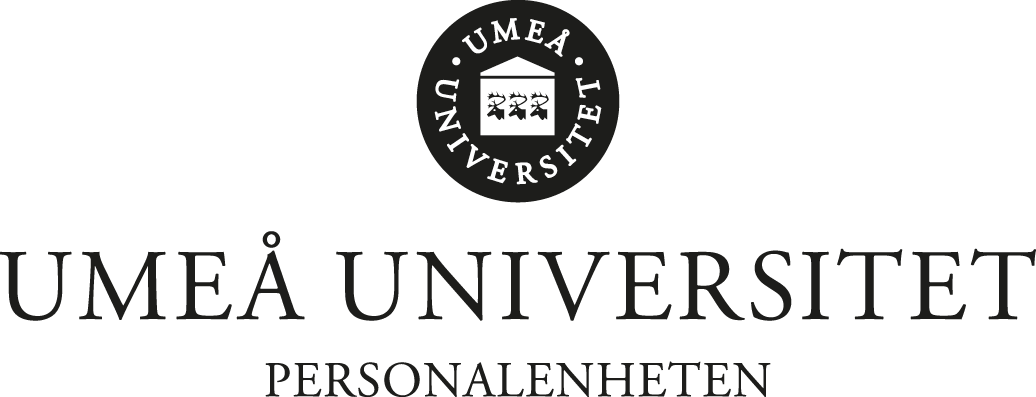 · UMEÅ ·
UNIVERSITET
UMEÅ UNIVERSITET
PERSONALENHETEN